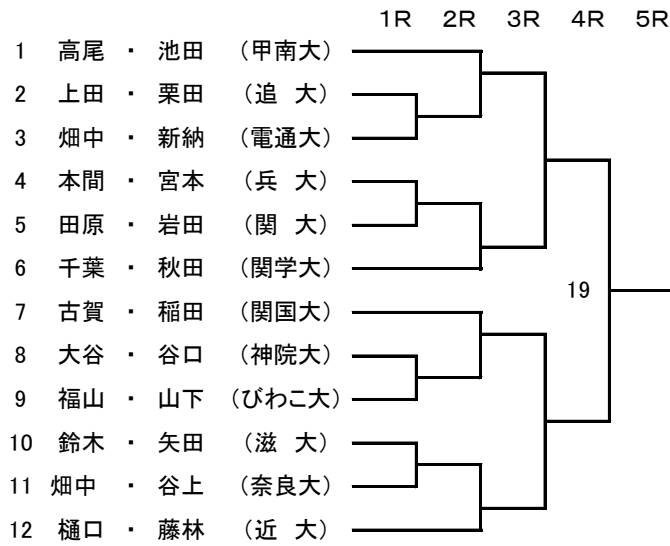 1R 2R 3R 4R 5R
1 高尾 ・ 池田 (甲南大)
2 上田 ・ 栗田 (追 大)
3 畑中 ・ 新納 (電通大)
4 本間 ・ 宮本 (兵 大)
5 田原 ・ 岩田 (関 大)
6 千葉 ・ 秋田 (関学大)
7 古賀 ・ 稲田 (関国大)
19
8 大谷 ・ 谷口 (神院大)
9 福山 ・ 山下 (びわこ大)
10 鈴木 ・ 矢田 (滋 大)
11 畑中 ・ 谷上 (奈良大)
12 樋口 ・ 藤林 (近 大)